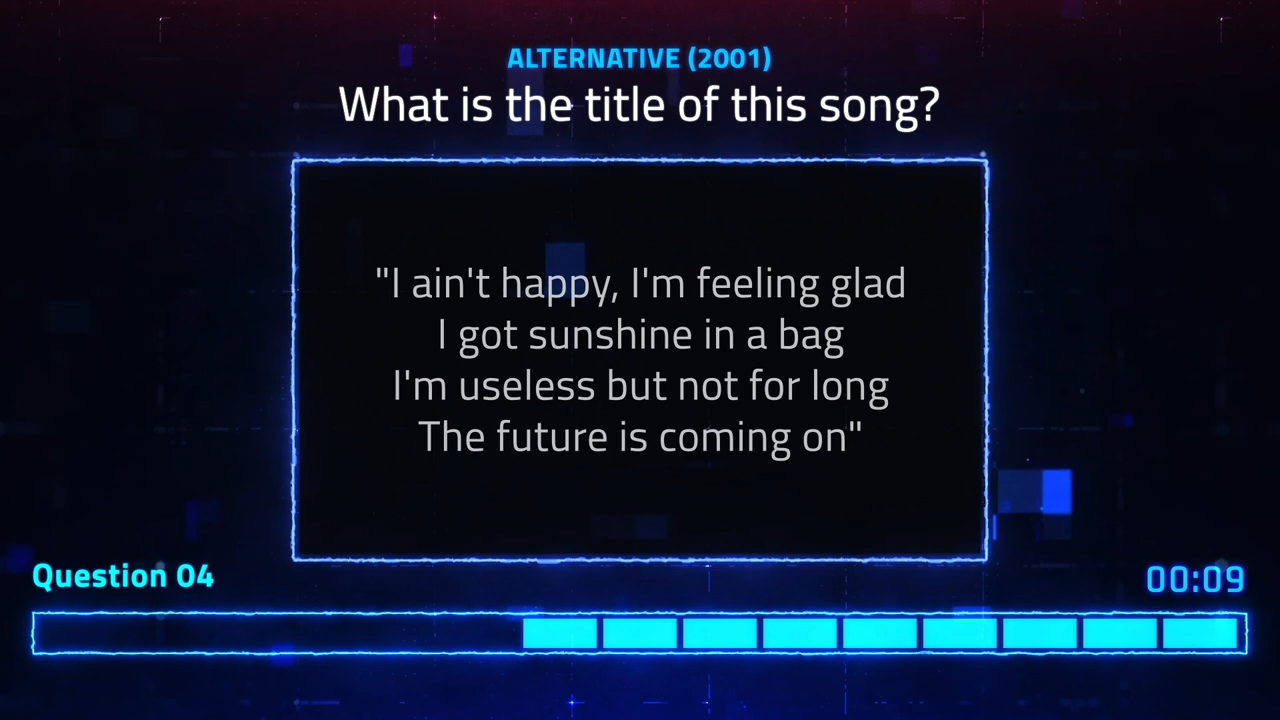 ALTERNATIVE (2001)
What is the title of this song?
"I ain't happy, I'm feeling glad
I got sunshine in a bag
I'm useless but not for long
The future is coming on"
Question 04
00:09